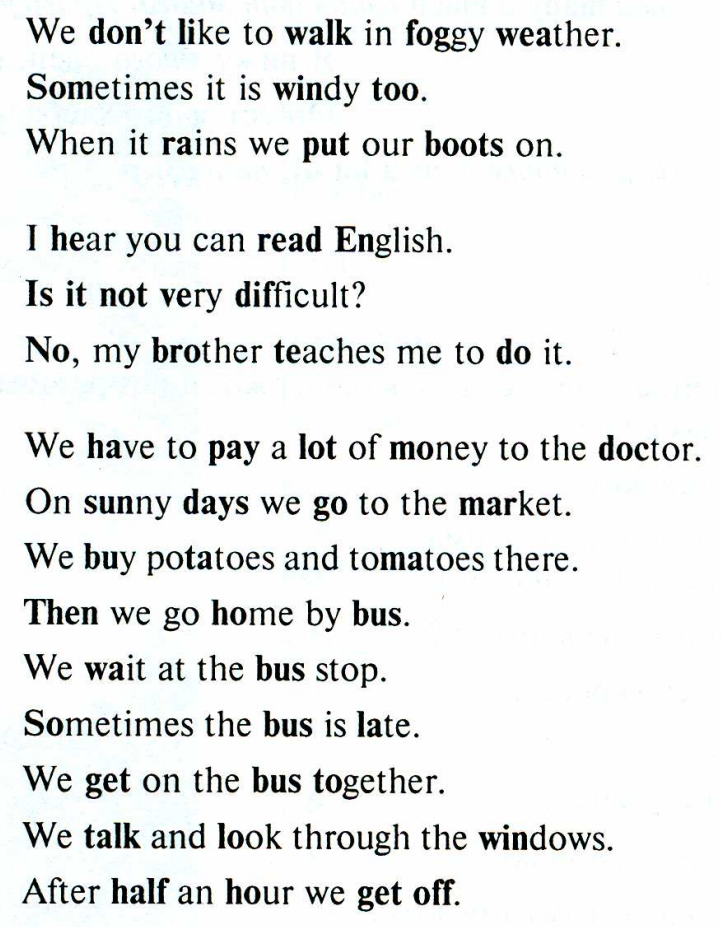 We don't like to walk in foggy weather.
Sometimes it is windy too.
When it rains we put our boots on.
I hear you can read English.
Is it not very difficult?
No, my brother teaches me to do it.
We have to pay a lot of money to the doctor.
On sunny days we go to the market.
We buy potatoes and tomatoes there.
Then we go home by bus.
We wait at the bus stop.
Sometimes the bus is late.
We get on the bus together.
We talk and look through the windows.
After half an hour we get off.